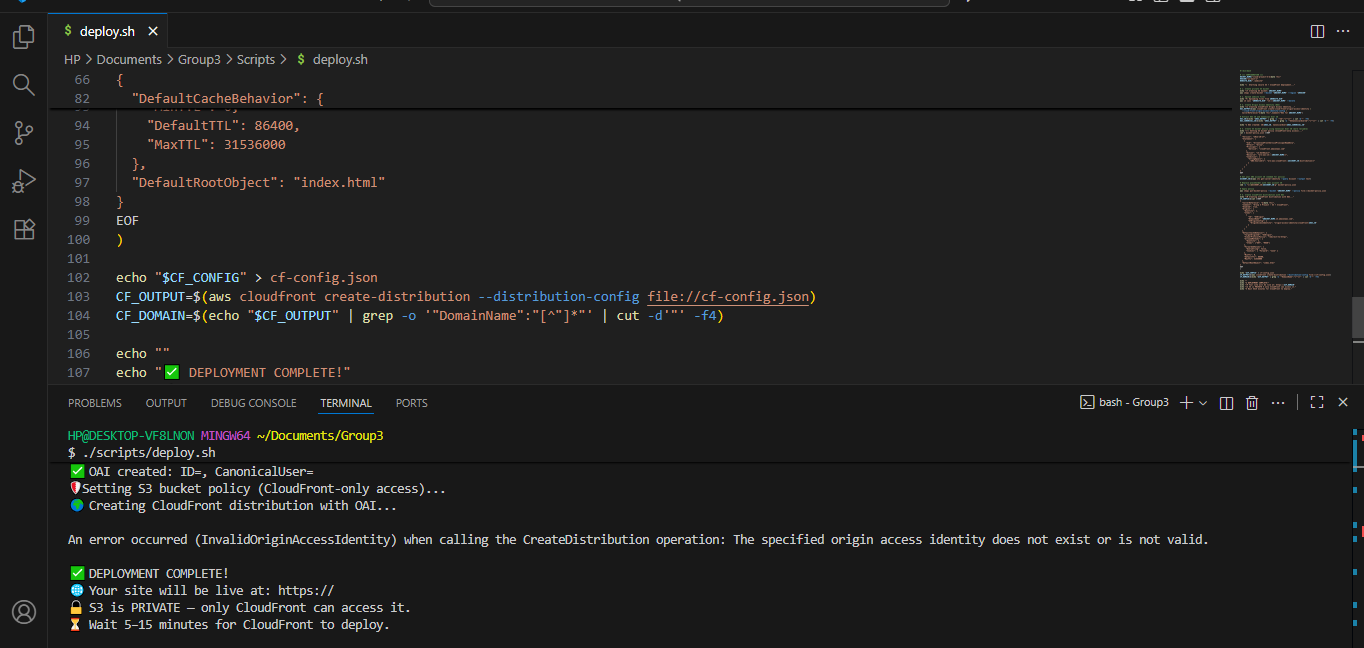 $ deploy.sh
HP > Documents > Group3 > Scripts > $ deploy.sh
66 {
82 "DefaultCacheBehavior": {
94 "DefaultTTL": 86400,
95 "MaxTTL": 31536000
96 },
97 "DefaultRootObject": "index.html"
98 }
99 EOF
100 )
101
102 echo "$CF_CONFIG" > cf-config.json
103 CF_OUTPUT=$(aws cloudfront create-distribution --distribution-config file://cf-config.json)
104 CF_DOMAIN=$(echo "$CF_OUTPUT" | grep -o '"DomainName":"[^"]*"' | cut -d'"' -f4)
105
106 echo ""
107 echo "✅ DEPLOYMENT COMPLETE!"
PROBLEMS OUTPUT DEBUG CONSOLE TERMINAL PORTS
bash - Group3
HP@DESKTOP-VF8LNON MINGW64 ~/Documents/Group3
$ ./scripts/deploy.sh
✅ OAI created: ID=, CanonicalUser=
🛡️Setting S3 bucket policy (CloudFront-only access)...
🌍 Creating CloudFront distribution with OAI...
An error occurred (InvalidOriginAccessIdentity) when calling the CreateDistribution operation: The specified origin access identity does not exist or is not valid.
✅ DEPLOYMENT COMPLETE!
🌐 Your site will be live at: https://
🔒 S3 is PRIVATE – only CloudFront can access it.
⏳ Wait 5–15 minutes for CloudFront to deploy.